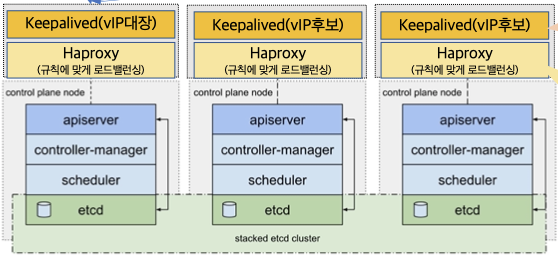 Keepalived(vIP대장)
Keepalived(vIP후보)
Keepalived(vIP후보)
Haproxy
(규칙에 맞게 로드밸런싱)
Haproxy
(규칙에 맞게 로드밸런싱)
Haproxy
(규칙에 맞게 로드밸런싱)
control plane node
apiserver
controller-manager
scheduler
etcd
control plane node
apiserver
controller-manager
scheduler
etcd
control plane node
apiserver
controller-manager
scheduler
etcd
stacked etcd cluster